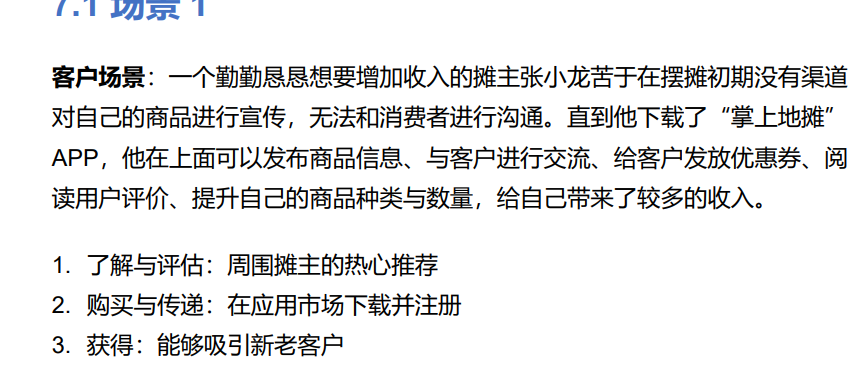 7.1 场景 1
客户场景：一个勤勤恳恳想要增加收入的摊主张小龙苦于在摆摊初期没有渠道
对自己的商品进行宣传，无法和消费者进行沟通。直到他下载了“掌上地摊”
APP，他在上面可以发布商品信息、与客户进行交流、给客户发放优惠券、阅
读用户评价、提升自己的商品种类与数量，给自己带来了较多的收入。
1. 了解与评估：周围摊主的热心推荐
2. 购买与传递：在应用市场下载并注册
3. 获得：能够吸引新老客户